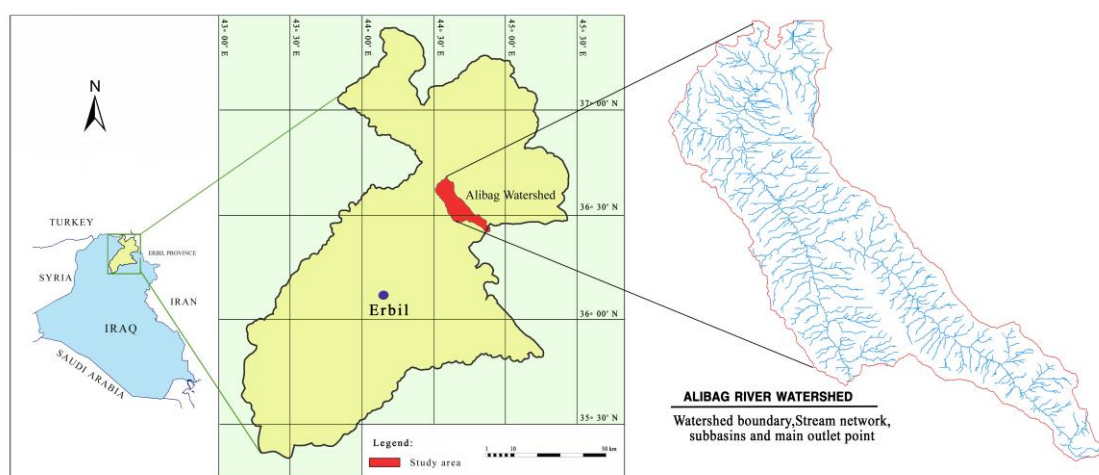 N
TURKEY
SYRIA
ERBIL PROVINCE
IRAN
IRAQ
SAUDI ARABIA
43° 00' E
43° 30' E
44° 00' E
44° 30' E
45° 00' E
45° 30' E
37° 00' N
36° 30' N
36° 00' N
35° 30' N
Alibag Watershed
Erbil
Legend:
Study area
1 10 50 km
ALIBAG RIVER WATERSHED
Watershed boundary,Stream network,
subbasins and main outlet point